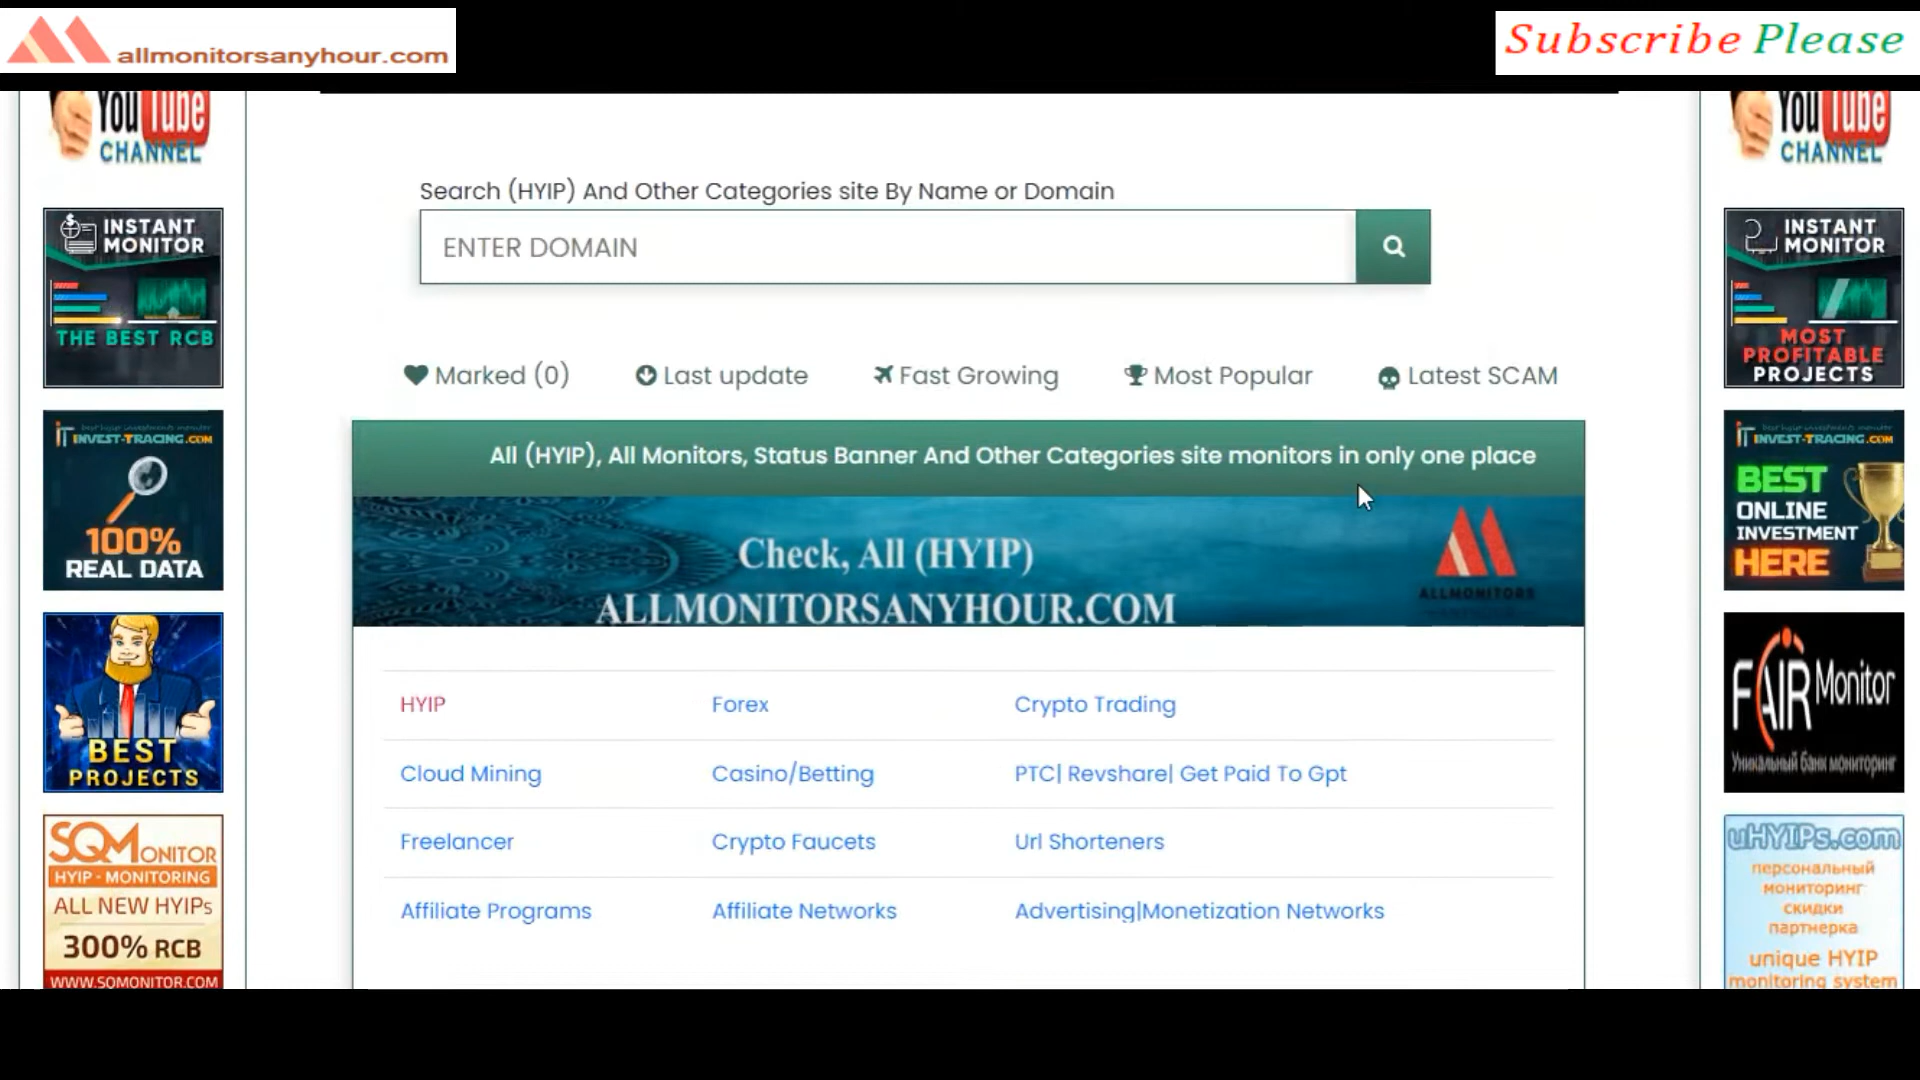 allmonitorsanyhour.com
Subscribe Please
You Tube
CHANNEL
You Tube
CHANNEL
Search (HYIP) And Other Categories site By Name or Domain
ENTER DOMAIN
INSTANT
MONITOR
THE BEST RCB
INSTANT
MONITOR
MOST
PROFITABLE
PROJECTS
Marked (0)
Last update
Fast Growing
Most Popular
Latest SCAM
INVEST-TRACING.COM
100%
REAL DATA
All (HYIP), All Monitors, Status Banner And Other Categories site monitors in only one place
Check, All (HYIP)
ALLMONITORSANYHOUR.COM
ALLMONITORS
INVEST-TRACING.COM
BEST
ONLINE
INVESTMENT
HERE
BEST
PROJECTS
HYIP
Forex
Crypto Trading
Cloud Mining
Casino/Betting
PTC| Revshare| Get Paid To Gpt
Freelancer
Crypto Faucets
Url Shorteners
Affiliate Programs
Affiliate Networks
Advertising|Monetization Networks
FAIR Monitor
Уникальный банк мониторинг
SQMONITOR
HYIP - MONITORING
ALL NEW HYIPs
300% RCB
WWW.SQMONITOR.COM
uHYIPs.com
персональный
мониторинг
скидки
партнерка
unique HYIP
monitoring system